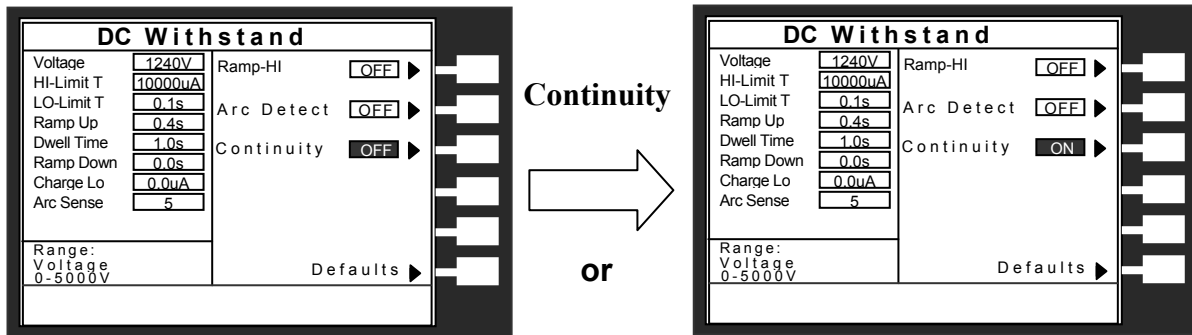 DC Withstand
Voltage 1240V
HI-Limit T 10000uA
LO-Limit T 0.1s
Ramp Up 0.4s
Dwell Time 1.0s
Ramp Down 0.0s
Charge Lo 0.0uA
Arc Sense 5
Ramp-HI OFF
Arc Detect OFF
Continuity OFF
Range:
Voltage
0-5000V
Defaults
Continuity
or
DC Withstand
Voltage 1240V
HI-Limit T 10000uA
LO-Limit T 0.1s
Ramp Up 0.4s
Dwell Time 1.0s
Ramp Down 0.0s
Charge Lo 0.0uA
Arc Sense 5
Ramp-HI OFF
Arc Detect OFF
Continuity ON
Range:
Voltage
0-5000V
Defaults